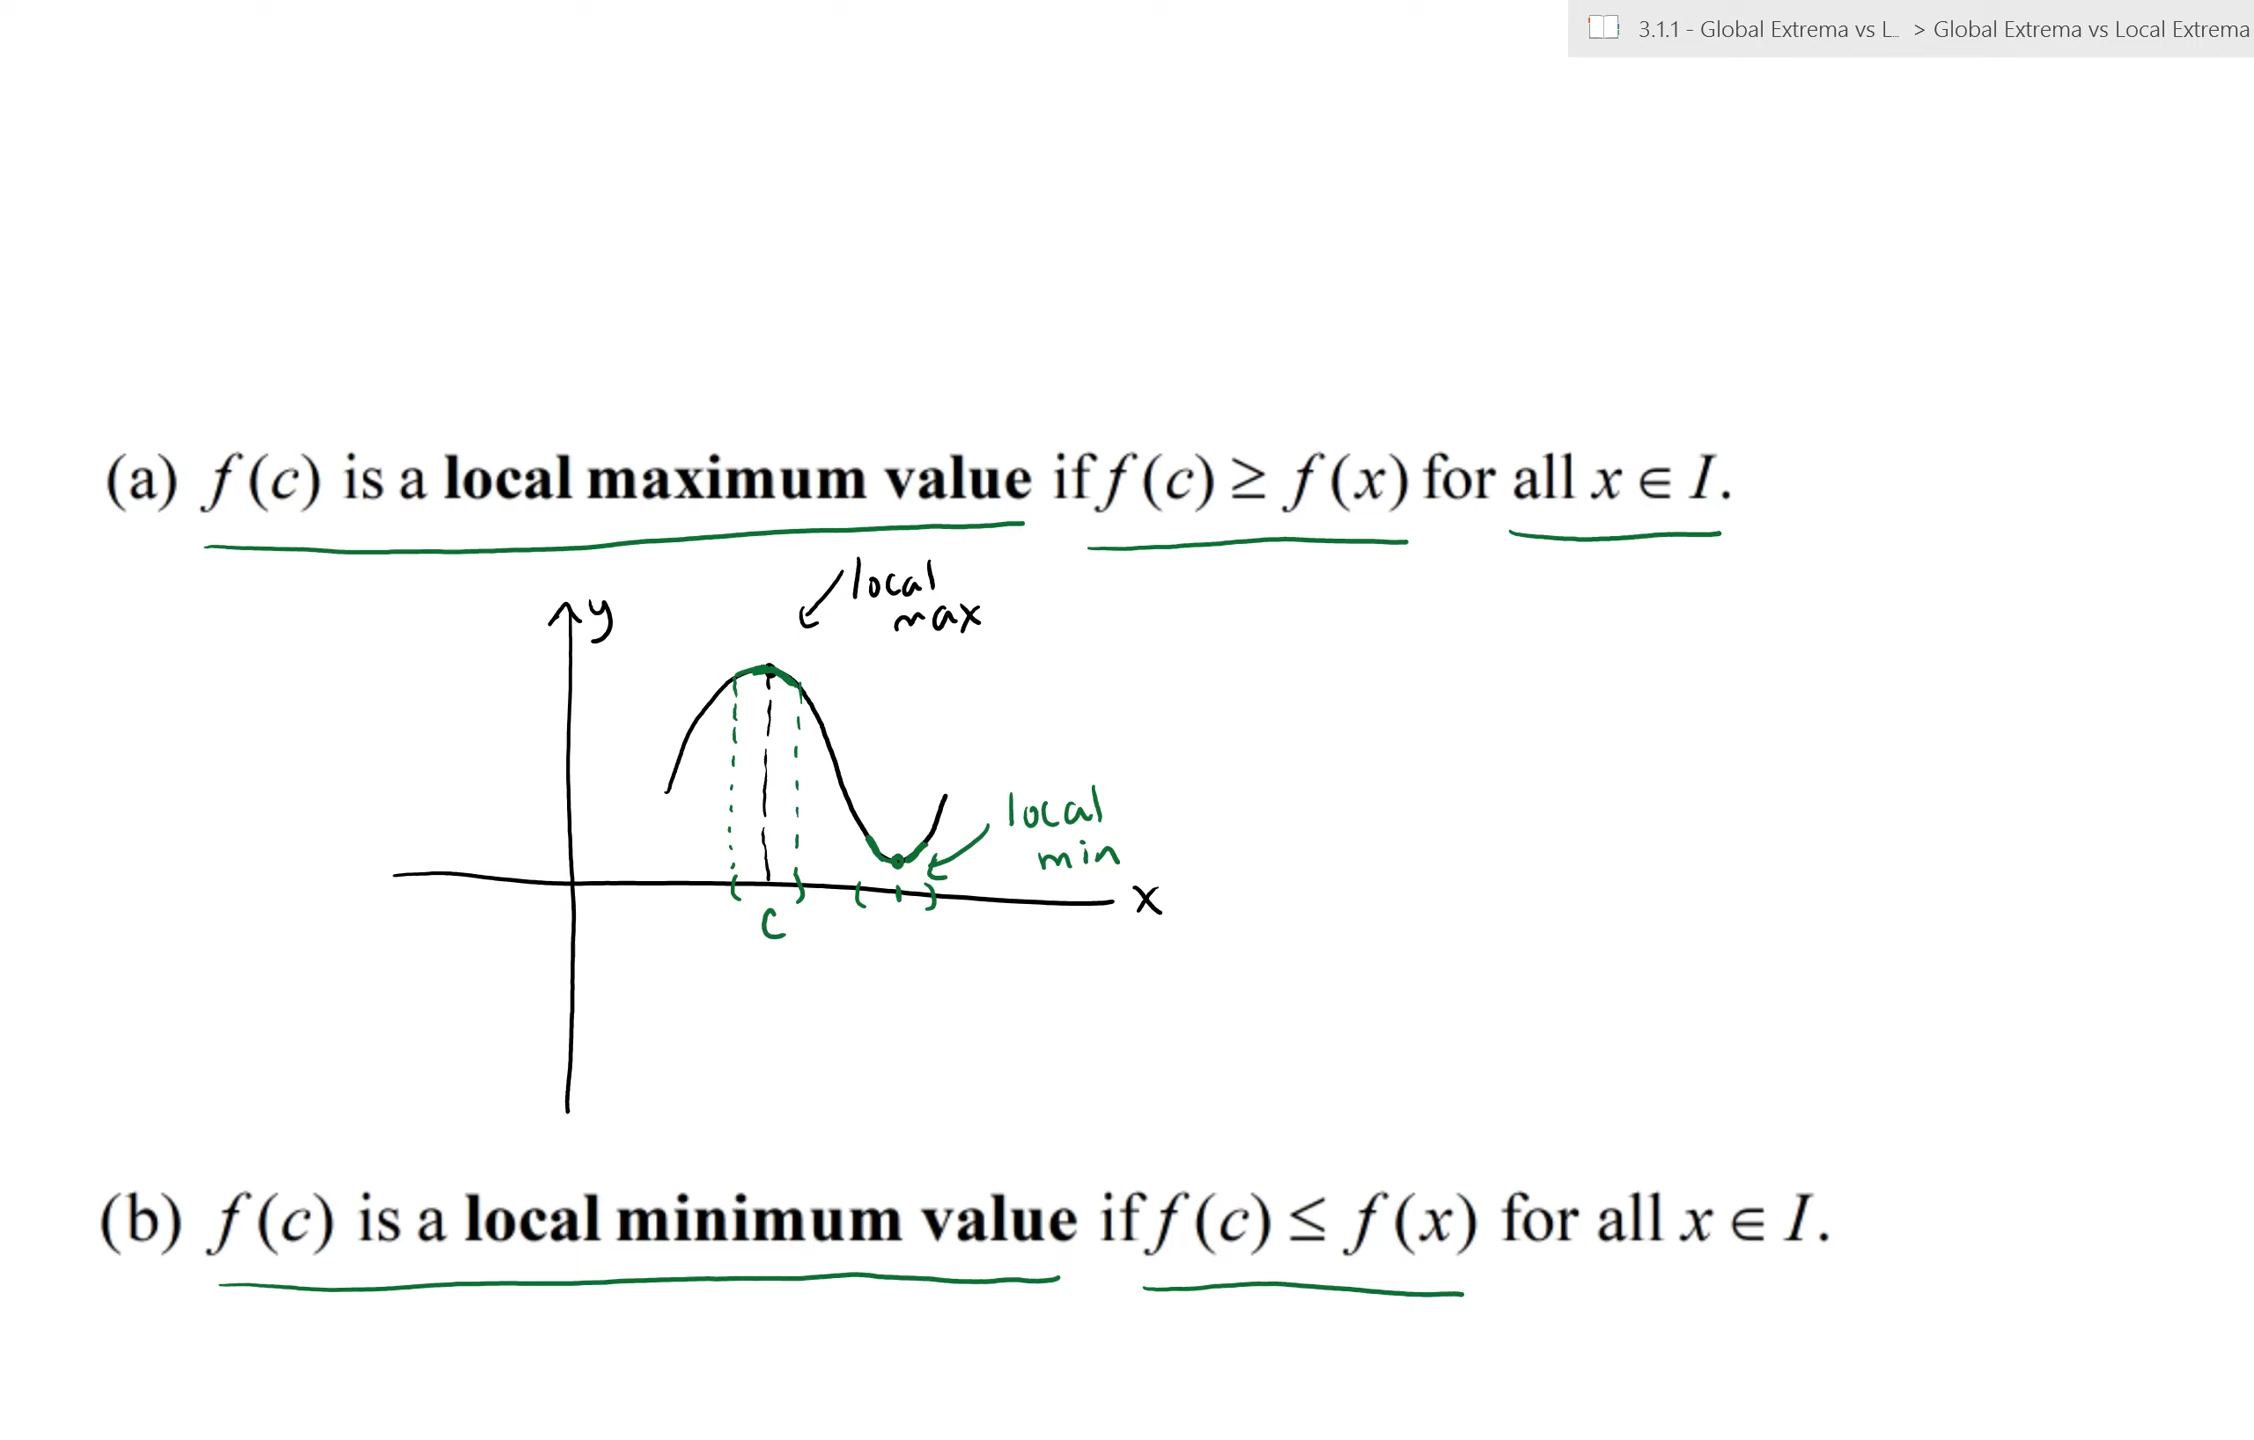 3.1.1 - Global Extrema vs L... > Global Extrema vs Local Extrema
(a) f(c) is a local maximum value if f(c) ≥ f(x) for all x ∈ I.
local
max
y
local
min
x
c
(b) f(c) is a local minimum value if f(c) ≤ f(x) for all x ∈ I.